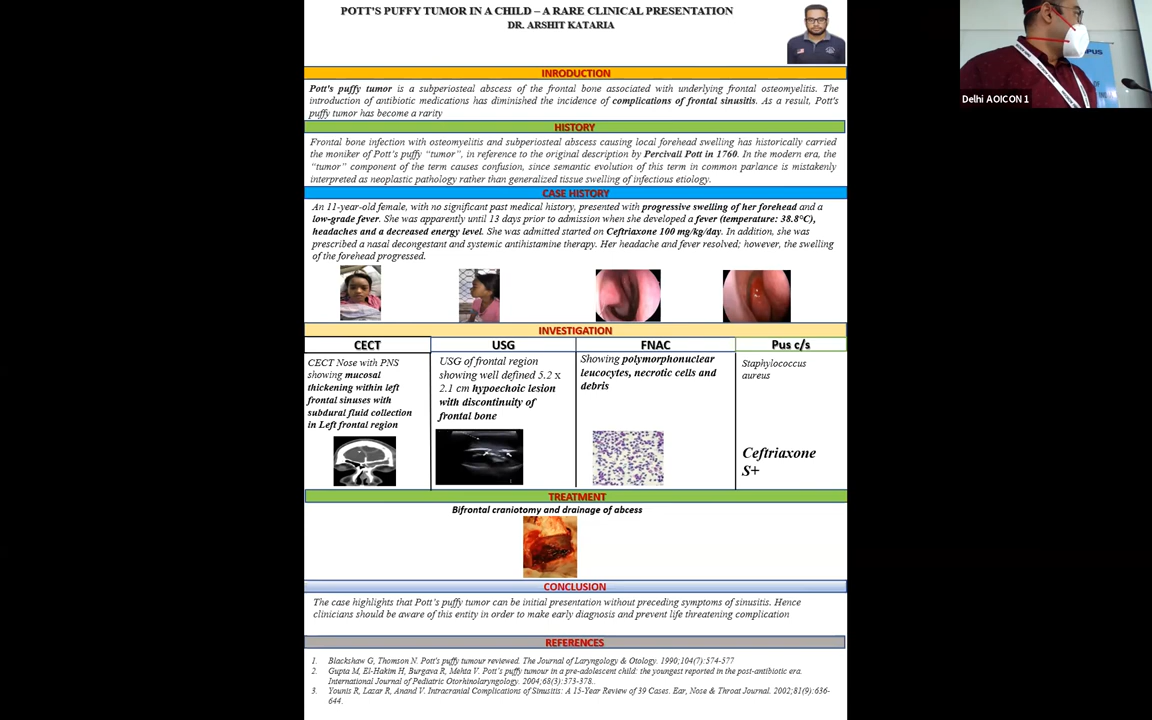 POTT'S PUFFY TUMOR IN A CHILD – A RARE CLINICAL PRESENTATION
DR. ARSHIT KATARIA
INRODUCTION
Pott's puffy tumor is a subperiosteal abscess of the frontal bone associated with underlying frontal osteomyelitis. The
introduction of antibiotic medications has diminished the incidence of complications of frontal sinusitis. As a result, Pott's
puffy tumor has become a rarity
HISTORY
Frontal bone infection with osteomyelitis and subperiosteal abscess causing local forehead swelling has historically carried
the moniker of Pott's puffy “tumor”, in reference to the original description by Percivall Pott in 1760. In the modern era, the
“tumor” component of the term causes confusion, since semantic evolution of this term in common parlance is mistakenly
interpreted as neoplastic pathology rather than generalized tissue swelling of infectious etiology.
CASE HISTORY
An 11-year-old female, with no significant past medical history, presented with progressive swelling of her forehead and a
low-grade fever. She was apparently until 13 days prior to admission when she developed a fever (temperature: 38.8°C),
headaches and a decreased energy level. She was admitted started on Ceftriaxone 100 mg/kg/day. In addition, she was
prescribed a nasal decongestant and systemic antihistamine therapy. Her headache and fever resolved; however, the swelling
of the forehead progressed.
INVESTIGATION
CECT
USG
FNAC
Pus c/s
CECT Nose with PNS
showing mucosal
thickening within left
frontal sinuses with
subdural fluid collection
in Left frontal region
USG of frontal region
showing well defined 5.2 x
2.1 cm hypoechoic lesion
with discontinuity of
frontal bone
Showing polymorphonuclear
leucocytes, necrotic cells and
debris
Staphylococcus
aureus
Ceftriaxone
S+
TREATMENT
Bifrontal craniotomy and drainage of abcess
CONCLUSION
The case highlights that Pott's puffy tumor can be initial presentation without preceding symptoms of sinusitis. Hence
clinicians should be aware of this entity in order to make early diagnosis and prevent life threatening complication
REFERENCES
1. Blackshaw G, Thomson N. Pott's puffy tumour reviewed. The Journal of Laryngology & Otology. 1990;104(7):574-577
2. Gupta M, El-Hakim H, Burgava R, Mehta V. Pott's puffy tumour in a pre-adolescent child: the youngest reported in the post-antibiotic era.
International Journal of Pediatric Otorhinolaryngology. 2004;68(3):373-378..
3. Younis R, Lazar R, Anand V. Intracranial Complications of Sinusitis: A 15-Year Review of 39 Cases. Ear, Nose & Throat Journal. 2002;81(9):636-
644.
Delhi AOICON 1